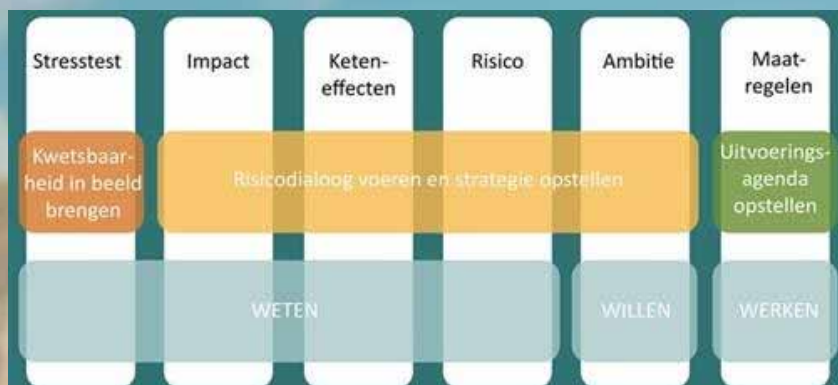 Stresstest
Impact
Keten-
effecten
Risico
Ambitie
Maat-
regelen
Kwetsbaar-
heid in beeld
brengen
Risicodialoog voeren en strategie opstellen
Uitvoerings-
agenda
opstellen
WETEN
WILLEN
WERKEN